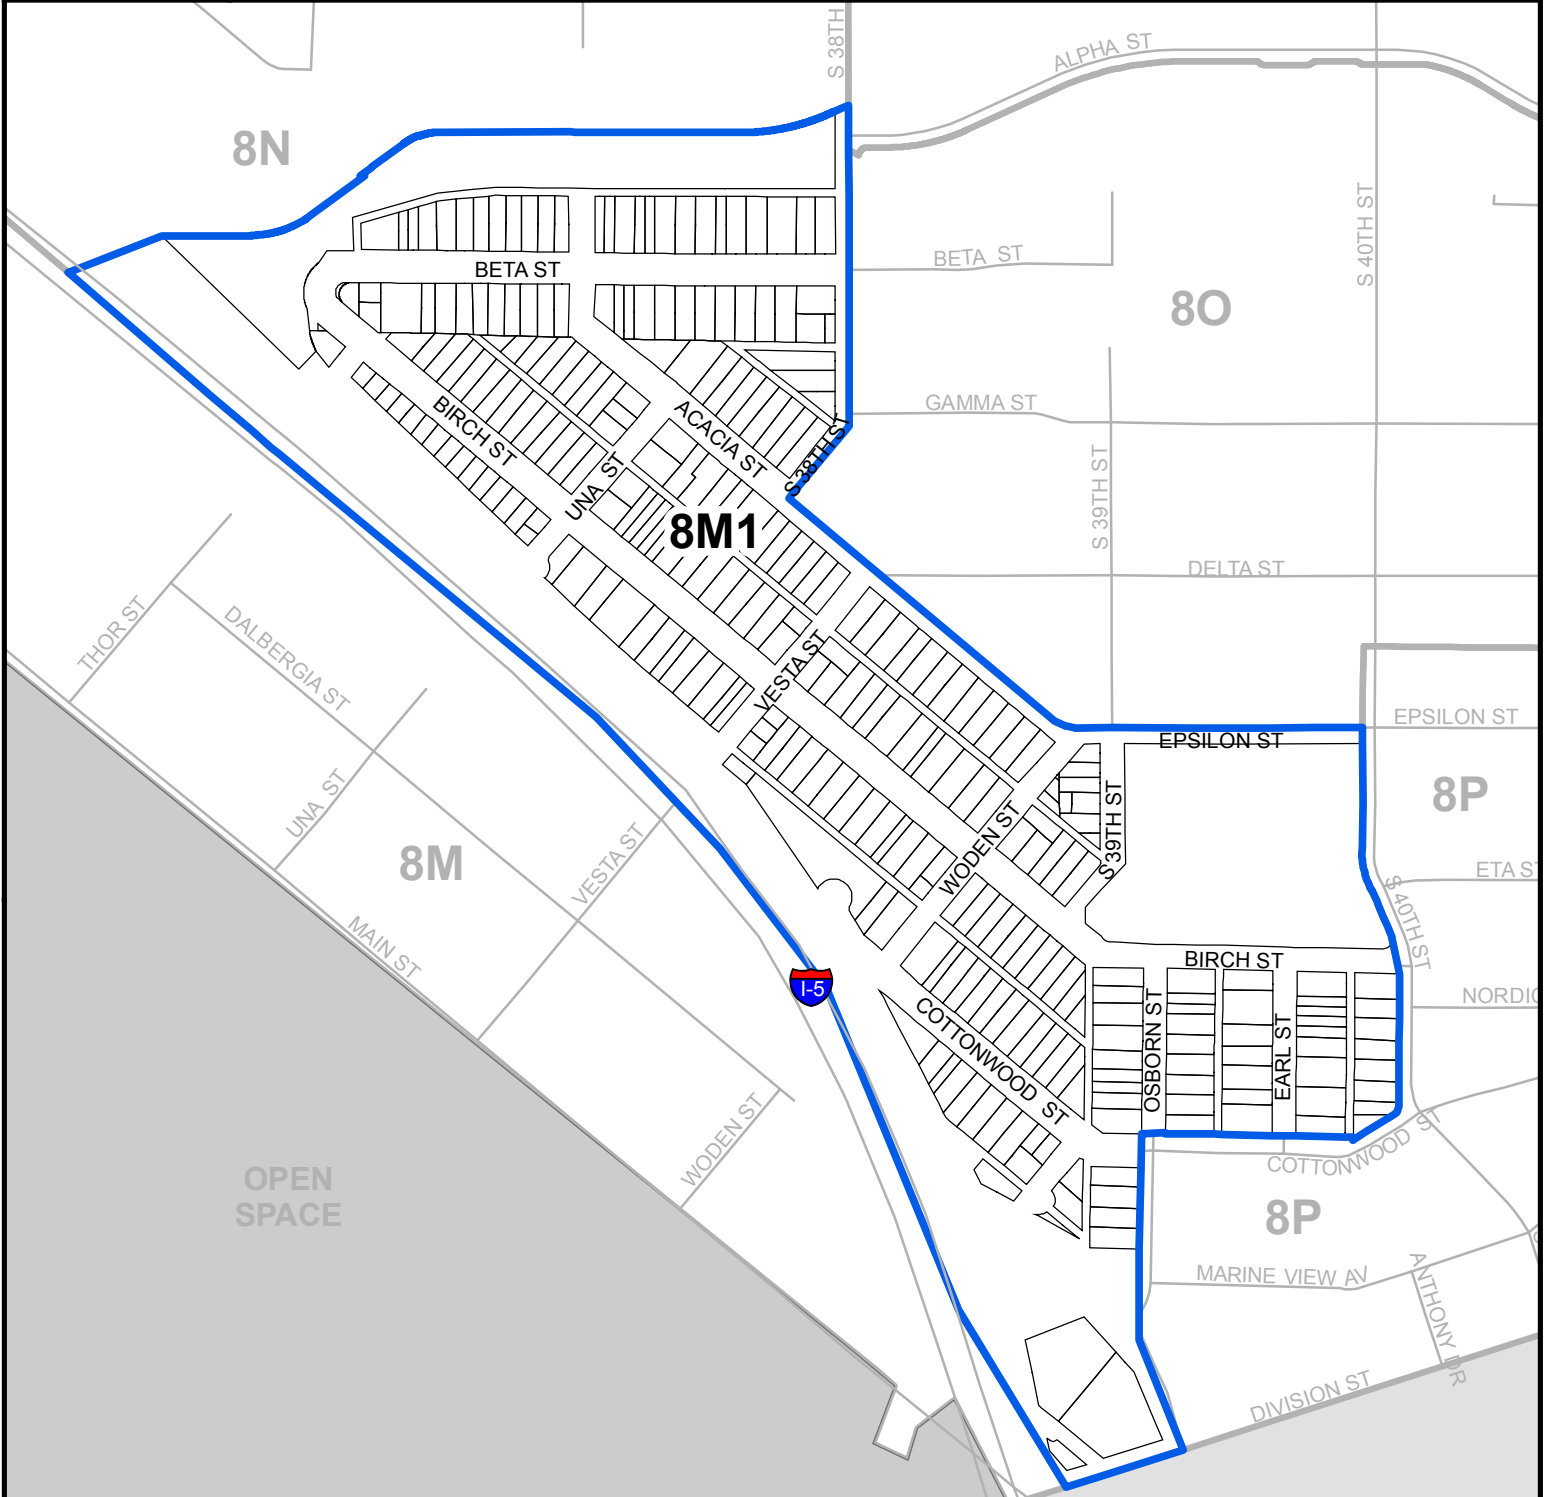 S 38TH
ALPHA ST
8N
S 40TH ST
BETA ST
BETA ST
8O
GAMMA ST
ACACIA ST
BIRCH ST
S 38TH ST
S 39TH ST
UNA ST
8M1
DELTA ST
THOR ST
DALBERGIA ST
VESTA ST
EPSILON ST
EPSILON ST
8P
UNA ST
S 39TH ST
WODEN ST
8M
VESTA ST
ETA S
S 40TH ST
MAIN ST
BIRCH ST
I-5
NORDIC
COTTONWOOD ST
OSBORN ST
EARL ST
WODEN ST
COTTONWOOD ST
OPEN
SPACE
8P
MARINE VIEW AV
ANTHONY DR
DIVISION ST